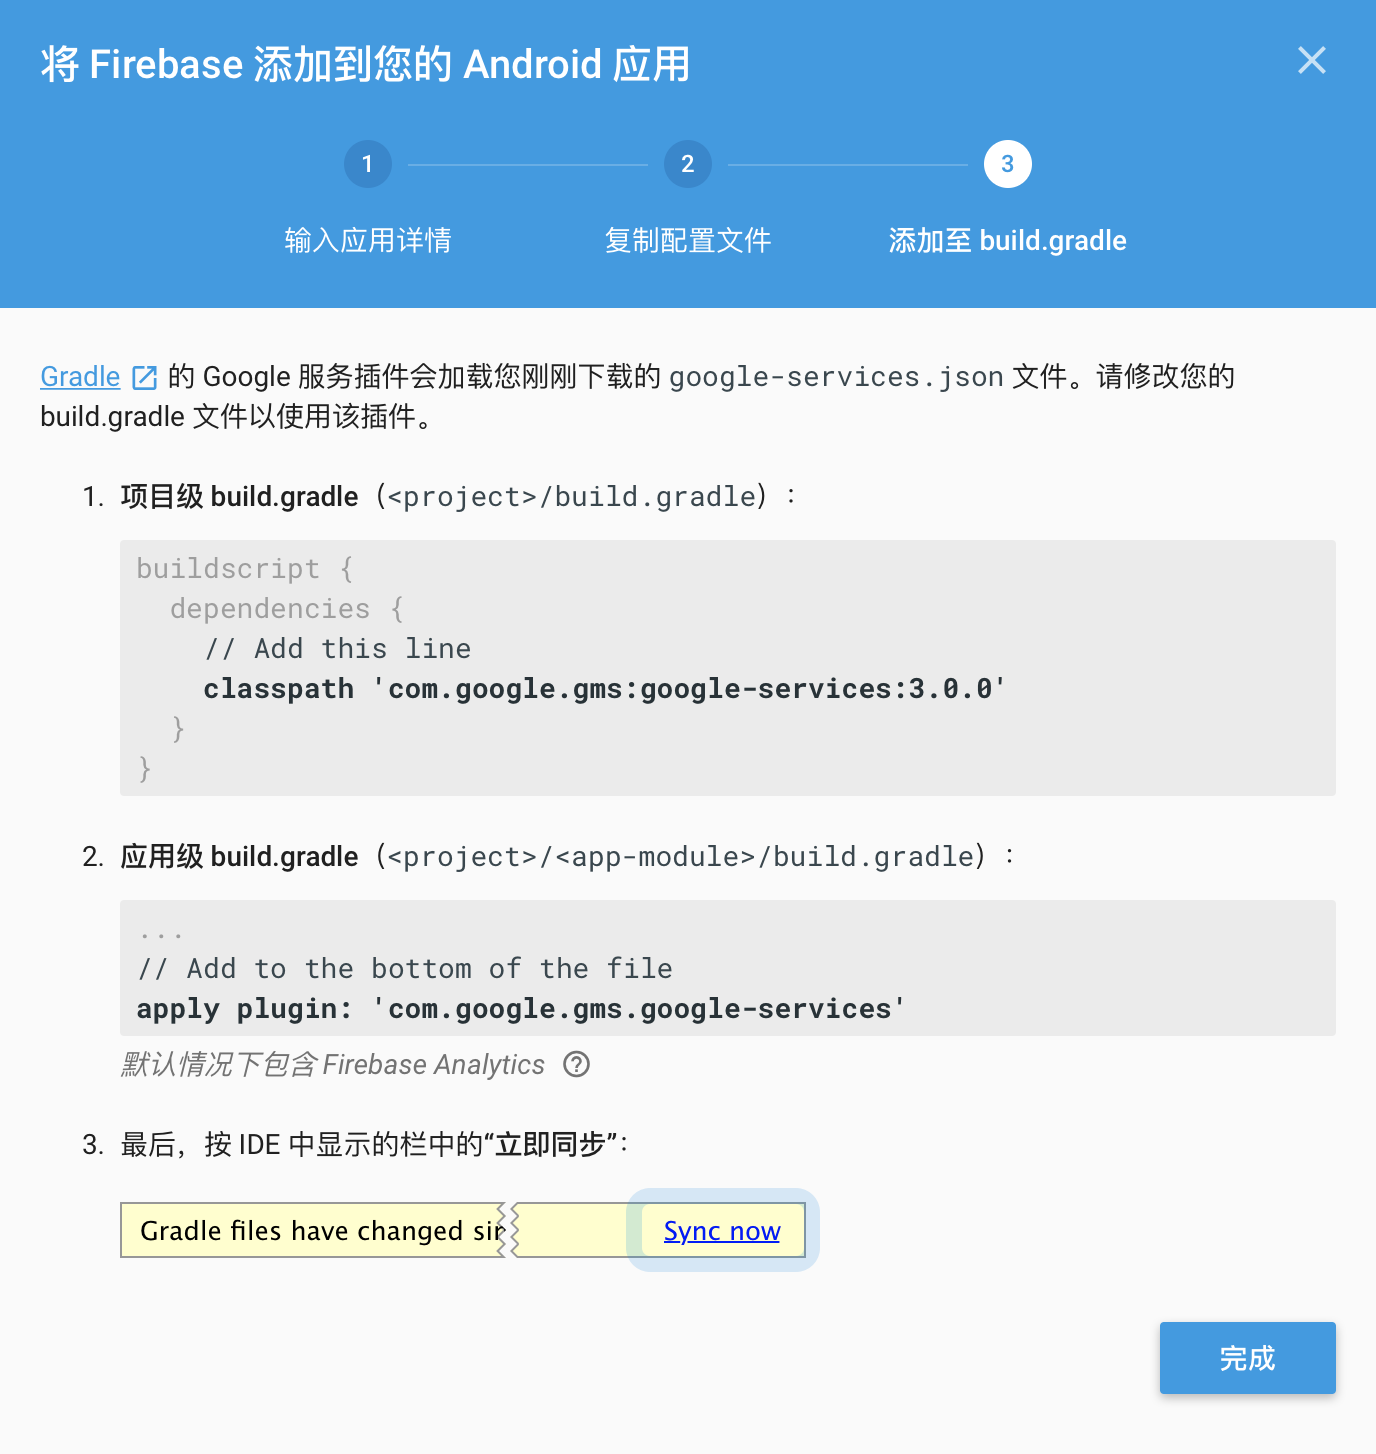 将 Firebase 添加到您的 Android 应用
1
2
3
输入应用详情
复制配置文件
添加至 build.gradle
Gradle 的 Google 服务插件会加载您刚刚下载的 google-services.json 文件。请修改您的
build.gradle 文件以使用该插件。
1. 项目级 build.gradle（<project>/build.gradle）：
buildscript {
  dependencies {
    // Add this line
    classpath 'com.google.gms:google-services:3.0.0'
  }
}
2. 应用级 build.gradle（<project>/<app-module>/build.gradle）：
...
// Add to the bottom of the file
apply plugin: 'com.google.gms.google-services'
默认情况下包含 Firebase Analytics ?
3. 最后，按 IDE 中显示的栏中的“立即同步”：
Gradle files have changed sin Sync now
完成